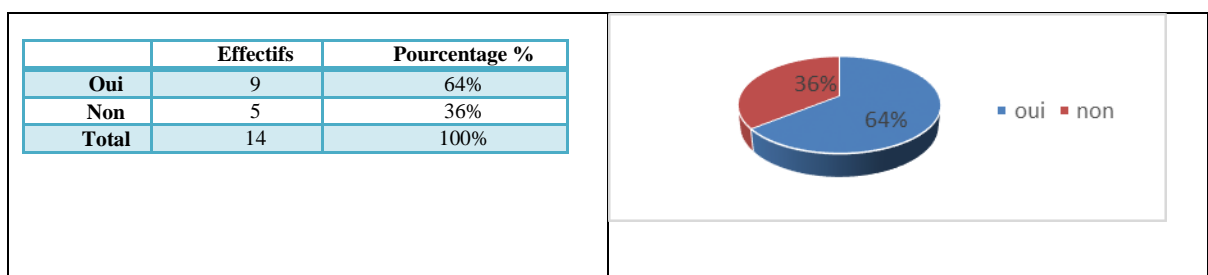 Effectifs Pourcentage %
Oui 9 64%
Non 5 36%
Total 14 100%
36%
64%
oui non